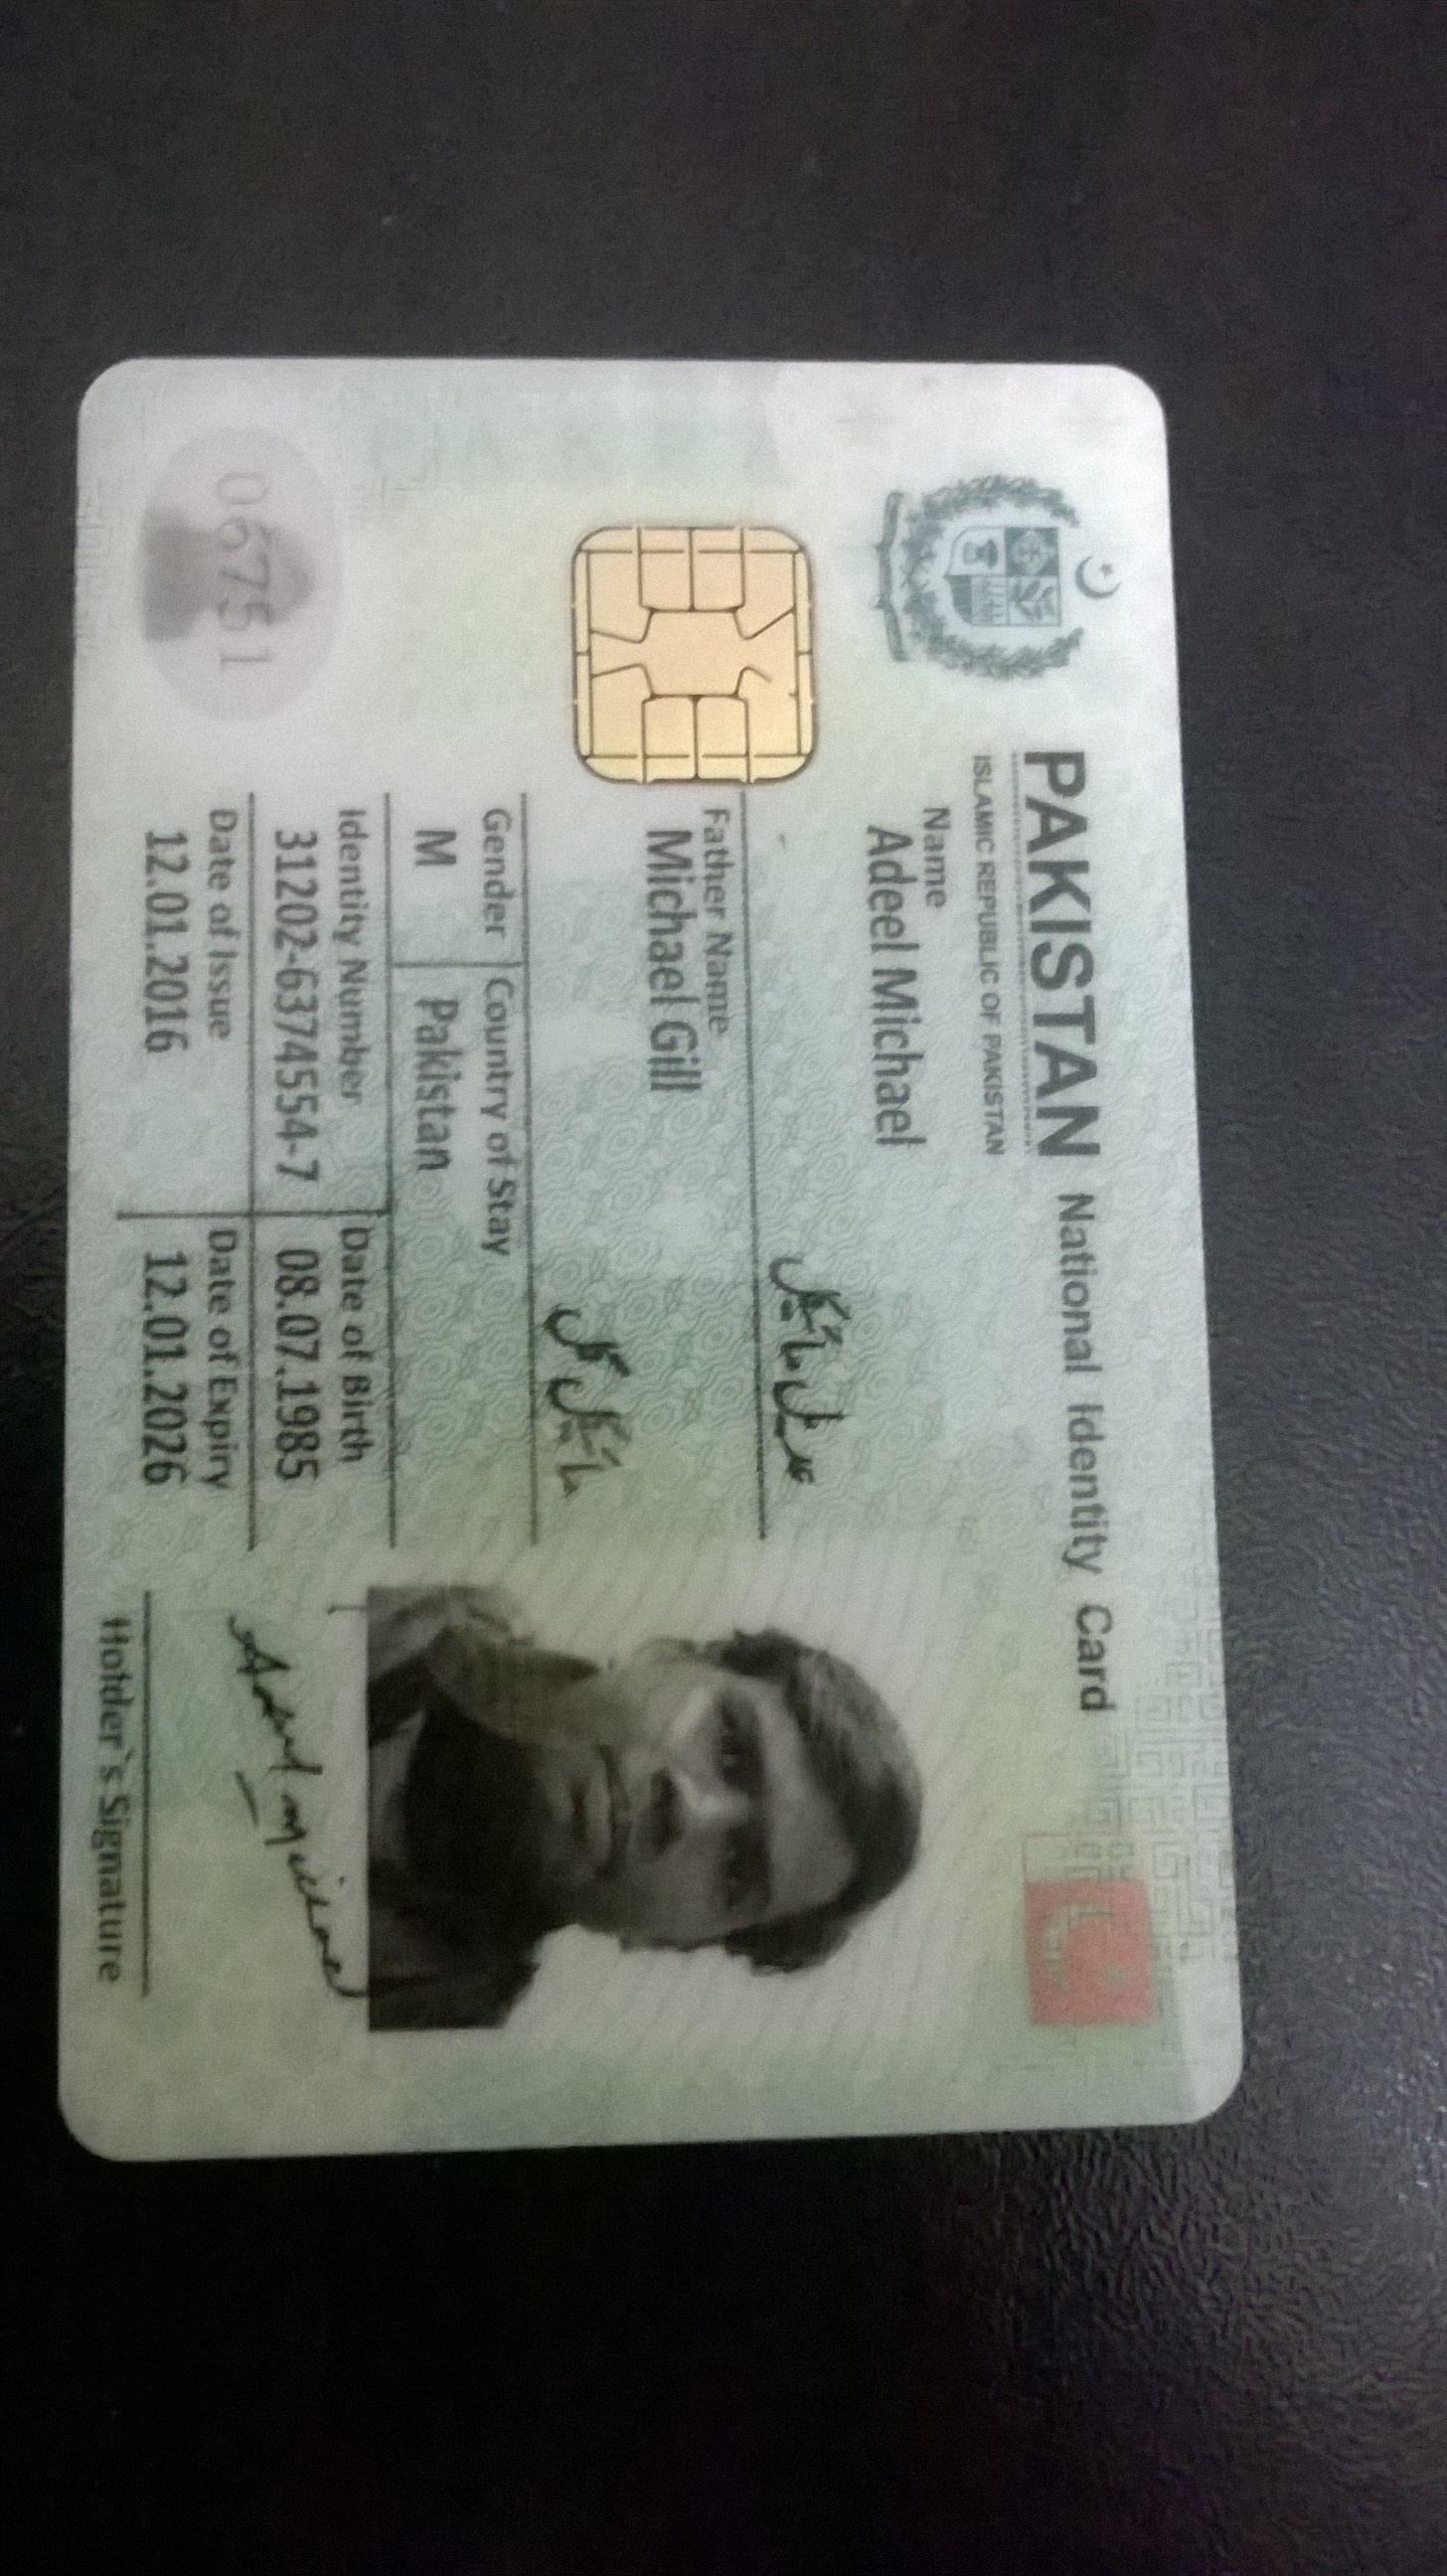 PAKISTAN National Identity Card
ISLAMIC REPUBLIC OF PAKISTAN
Name
Adeel Michael
عدیل مائیکل
Father Name
Michael Gill
مائیکل گل
Gender Country of Stay
M Pakistan
Identity Number Date of Birth
31202-6374554-7 08.07.1985
Date of Issue Date of Expiry
12.01.2016 12.01.2026
06751
Adeel Michael
Holder's Signature